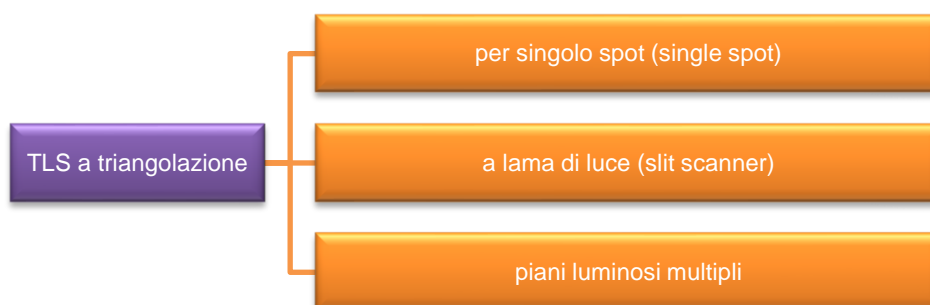 per singolo spot (single spot)
TLS a triangolazione
a lama di luce (slit scanner)
piani luminosi multipli